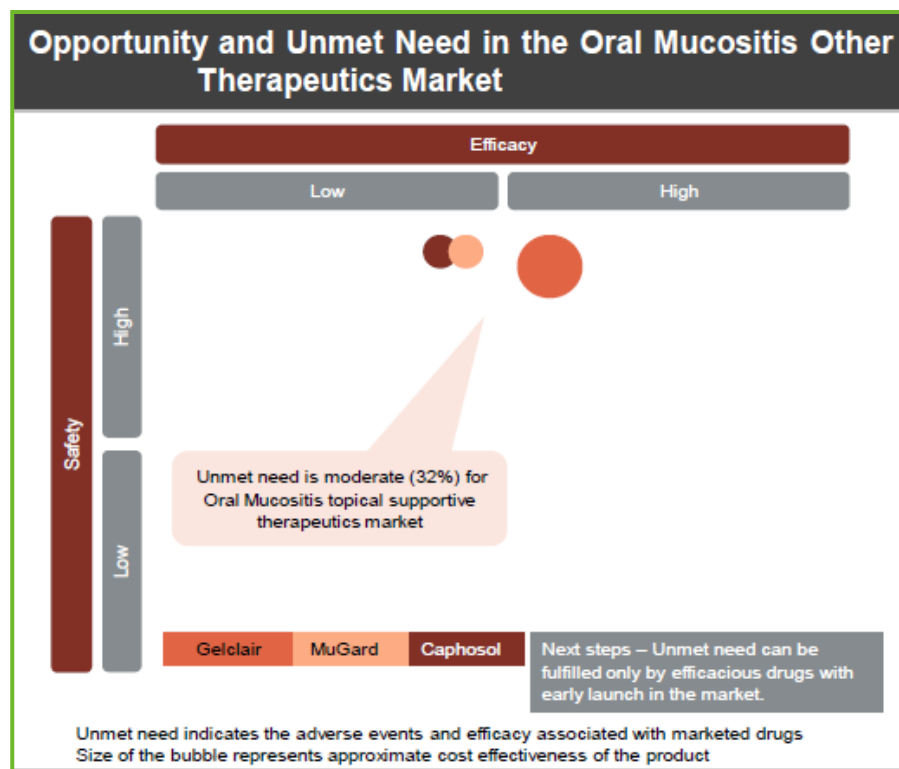 Opportunity and Unmet Need in the Oral Mucositis Other
Therapeutics Market
Efficacy
Low
High
Safety
High
Low
Unmet need is moderate (32%) for
Oral Mucositis topical supportive
therapeutics market
Gelclair
MuGard
Caphosol
Next steps – Unmet need can be
fulfilled only by efficacious drugs with
early launch in the market.
Unmet need indicates the adverse events and efficacy associated with marketed drugs
Size of the bubble represents approximate cost effectiveness of the product